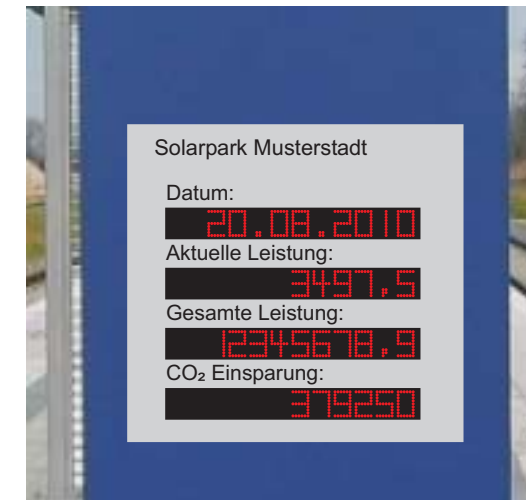 Solarpark Musterstadt
Datum:
20.08.2010
Aktuelle Leistung:
3497,5
Gesamte Leistung:
12345678,9
CO₂ Einsparung:
379250